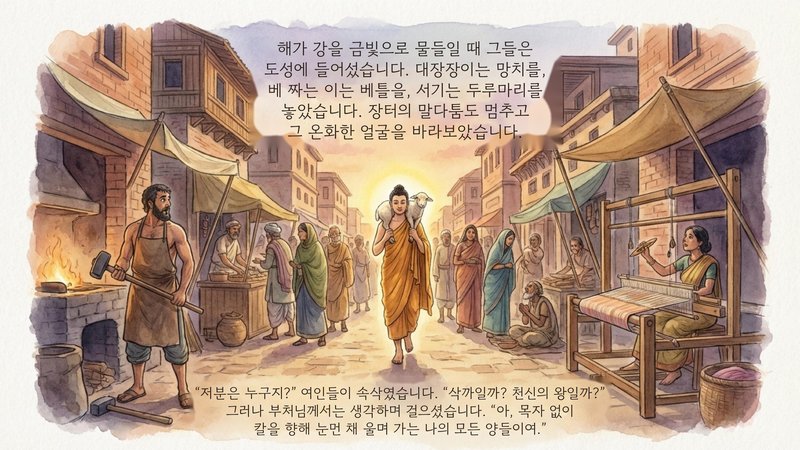 해가 강을 금빛으로 물들일 때 그들은
도성에 들어섰습니다. 대장장이는 망치를,
베 짜는 이는 베틀을, 서기는 두루마리를
놓았습니다. 장터의 말다툼도 멈추고
그 온화한 얼굴을 바라보았습니다.
“저분은 누구지?” 여인들이 속삭였습니다. “삭까일까? 천신의 왕일까?”
그러나 부처님께서는 생각하며 걸으셨습니다. “아, 목자 없이
칼을 향해 눈먼 채 울며 가는 나의 모든 양들이여.”